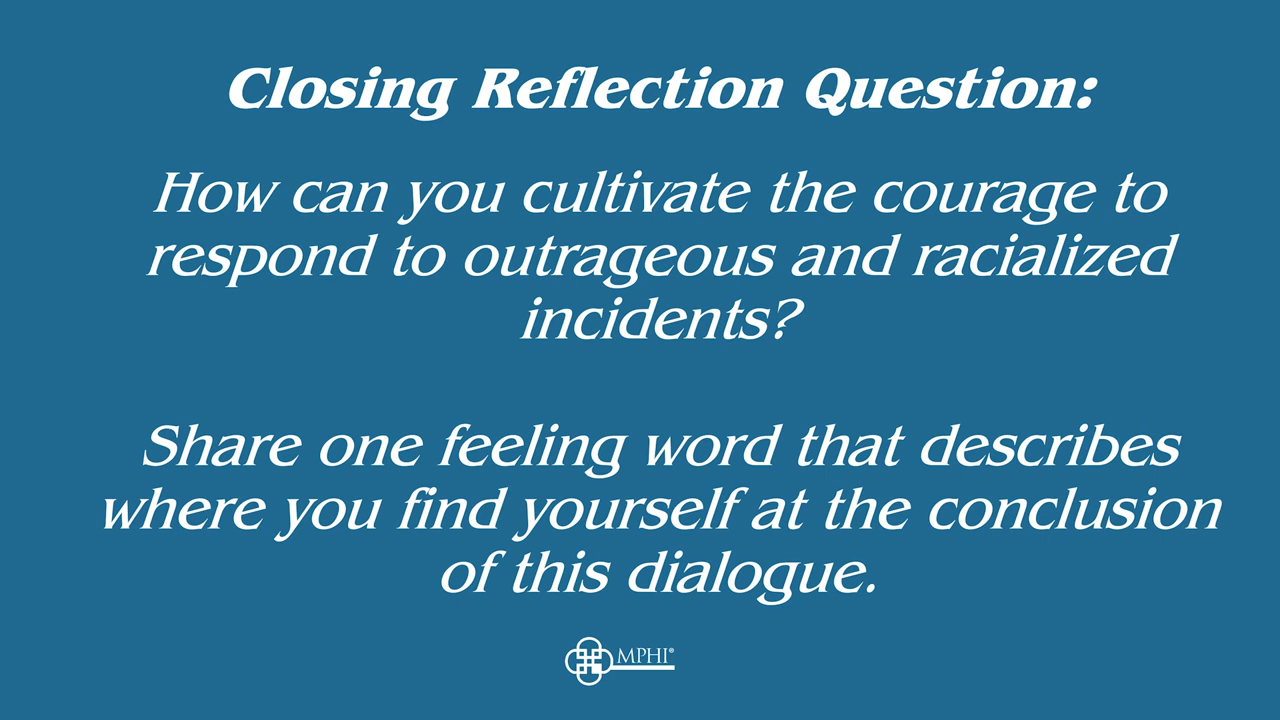 Closing Reflection Question:
How can you cultivate the courage to
respond to outrageous and racialized
incidents?
Share one feeling word that describes
where you find yourself at the conclusion
of this dialogue.
MPHI®